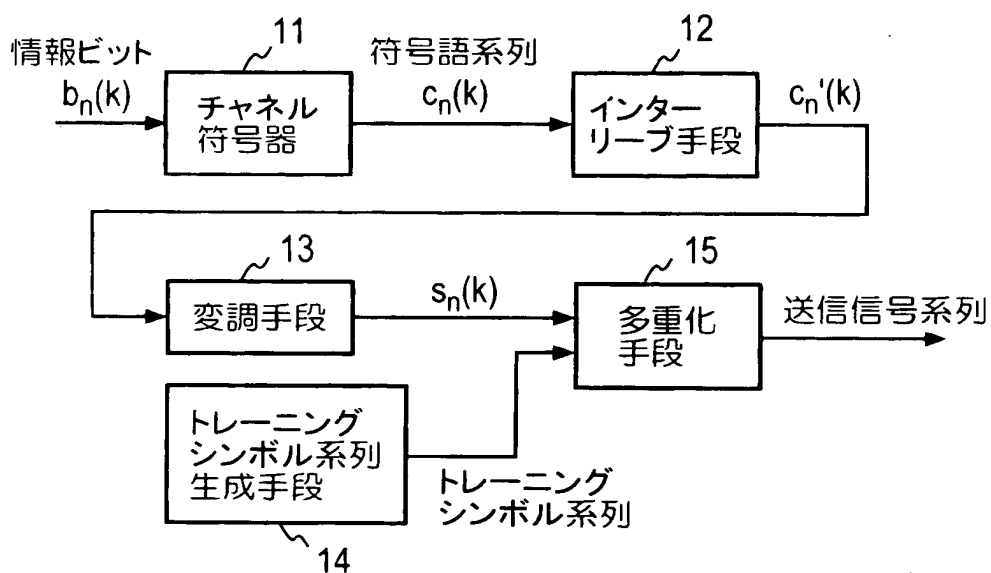 情報ビット
b_n(k)
11
チャネル
符号器
符号語系列
c_n(k)
12
インター
リーブ手段
c_n'(k)
13
変調手段
s_n(k)
15
多重化
手段
送信信号系列
トレーニング
シンボル系列
生成手段
14
トレーニング
シンボル系列